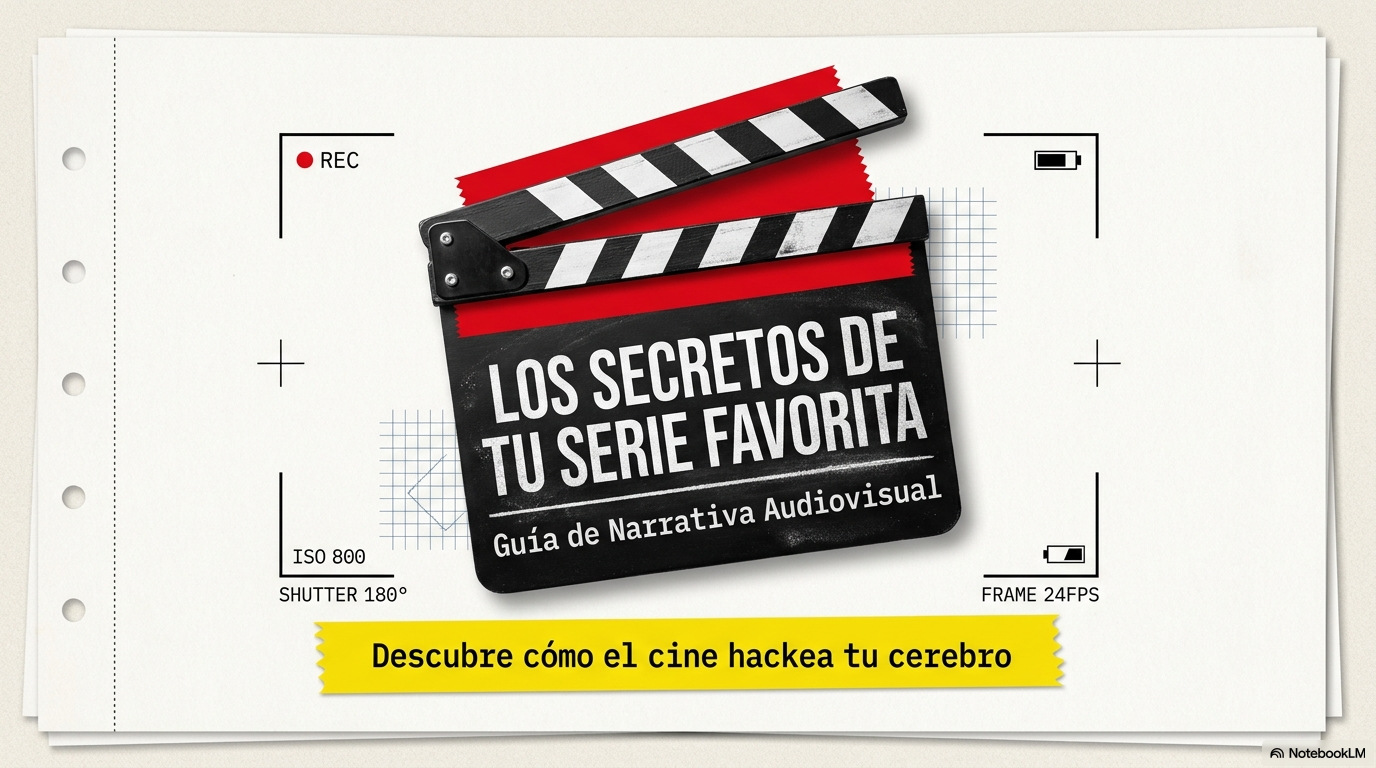 REC
LOS SECRETOS DE
TU SERIE FAVORITA
Guía de Narrativa Audiovisual
ISO 800
SHUTTER 180°
FRAME 24FPS
Descubre cómo el cine hackea tu cerebro
NotebookLM